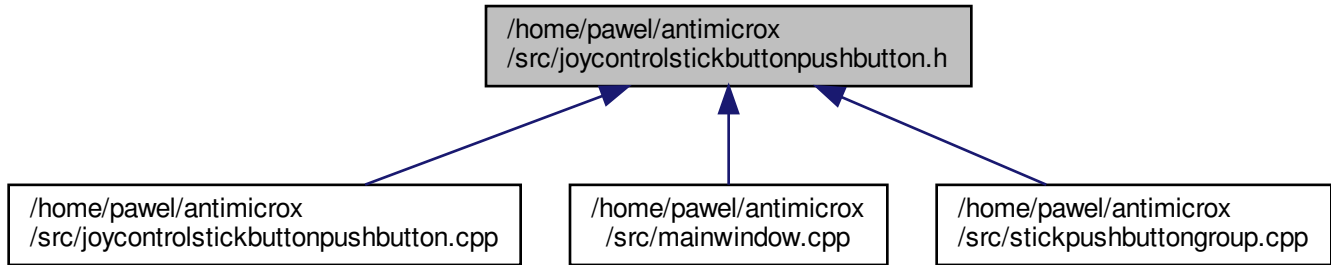 /home/pawel/antimicrox
/src/joycontrolstickbuttonpushbutton.h
/home/pawel/antimicrox
/src/joycontrolstickbuttonpushbutton.cpp
/home/pawel/antimicrox
/src/mainwindow.cpp
/home/pawel/antimicrox
/src/stickpushbuttongroup.cpp